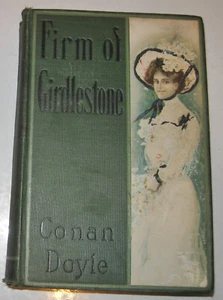 Firm of
Girdlestone
Conan
Doyle